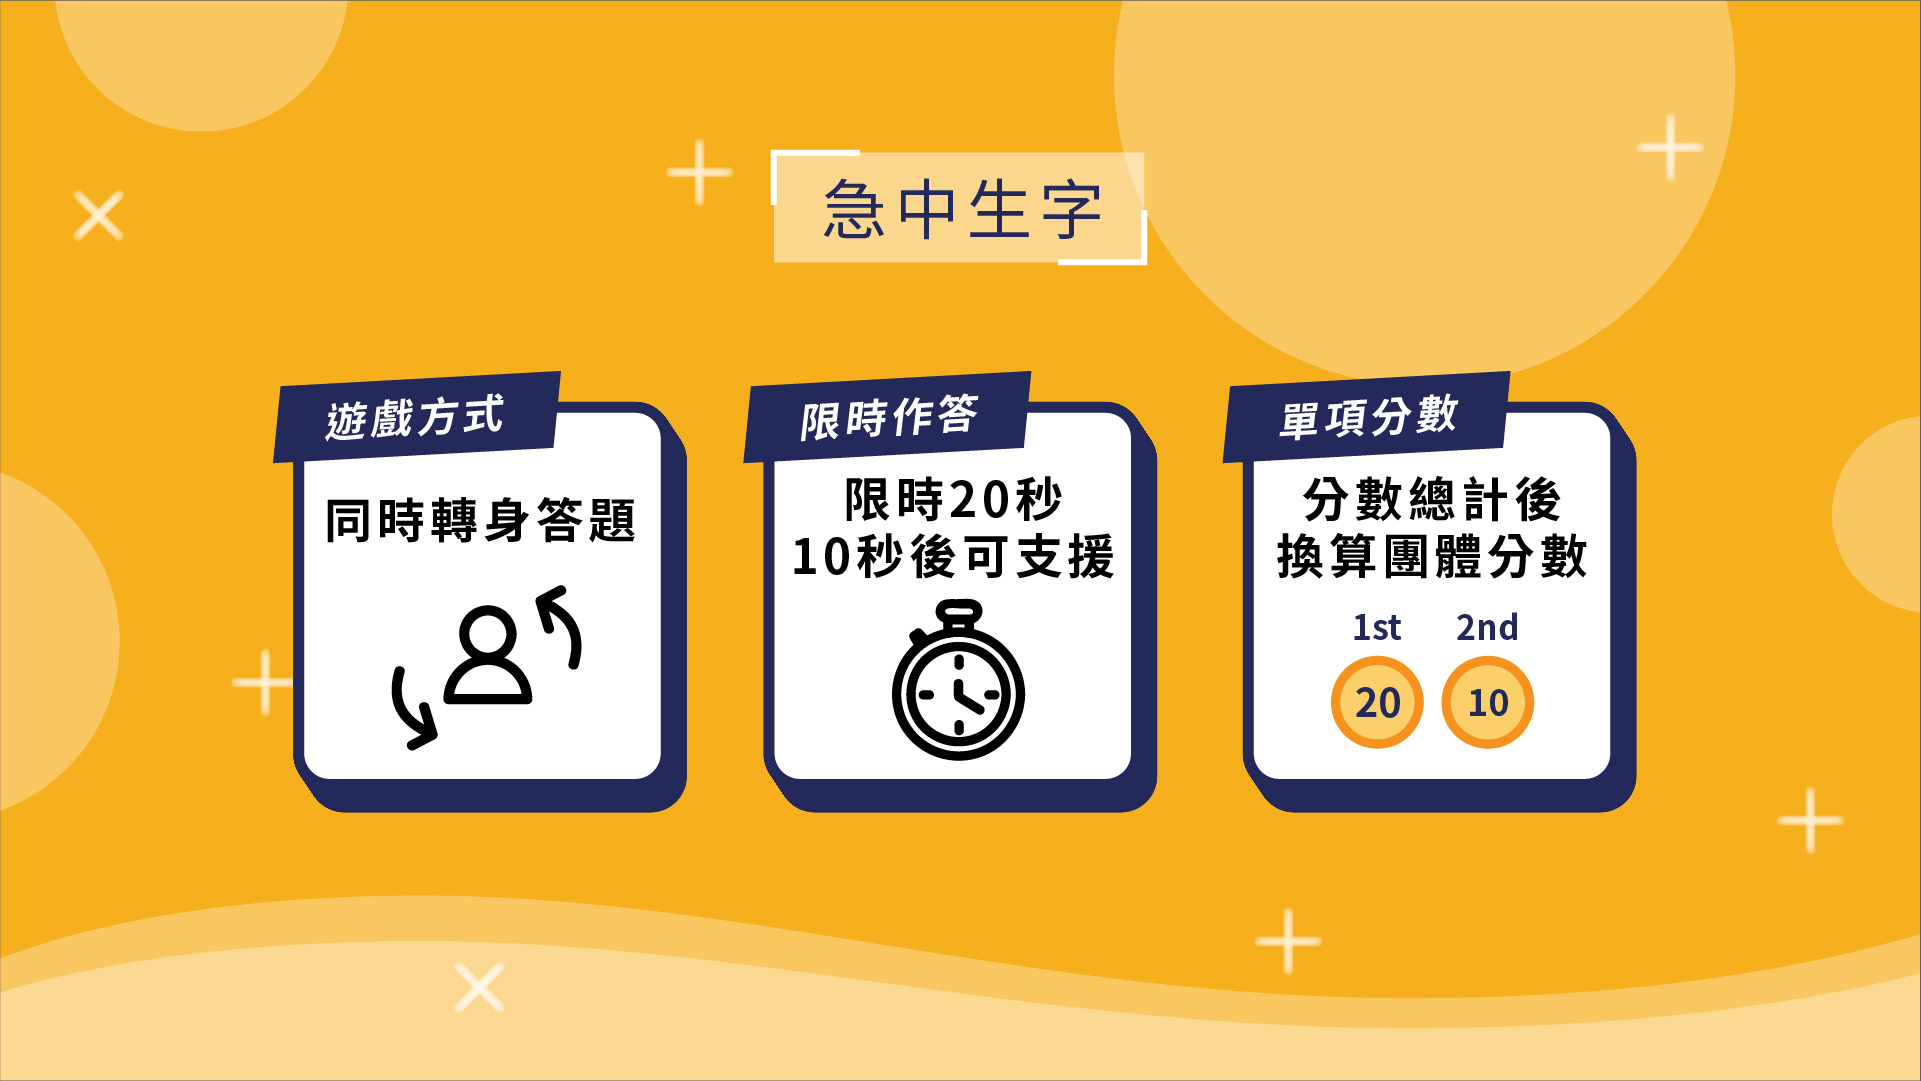 急中生字
遊戲方式
同時轉身答題
限時作答
限時20秒
10秒後可支援
單項分數
分數總計後
換算團體分數
1st 2nd
20 10